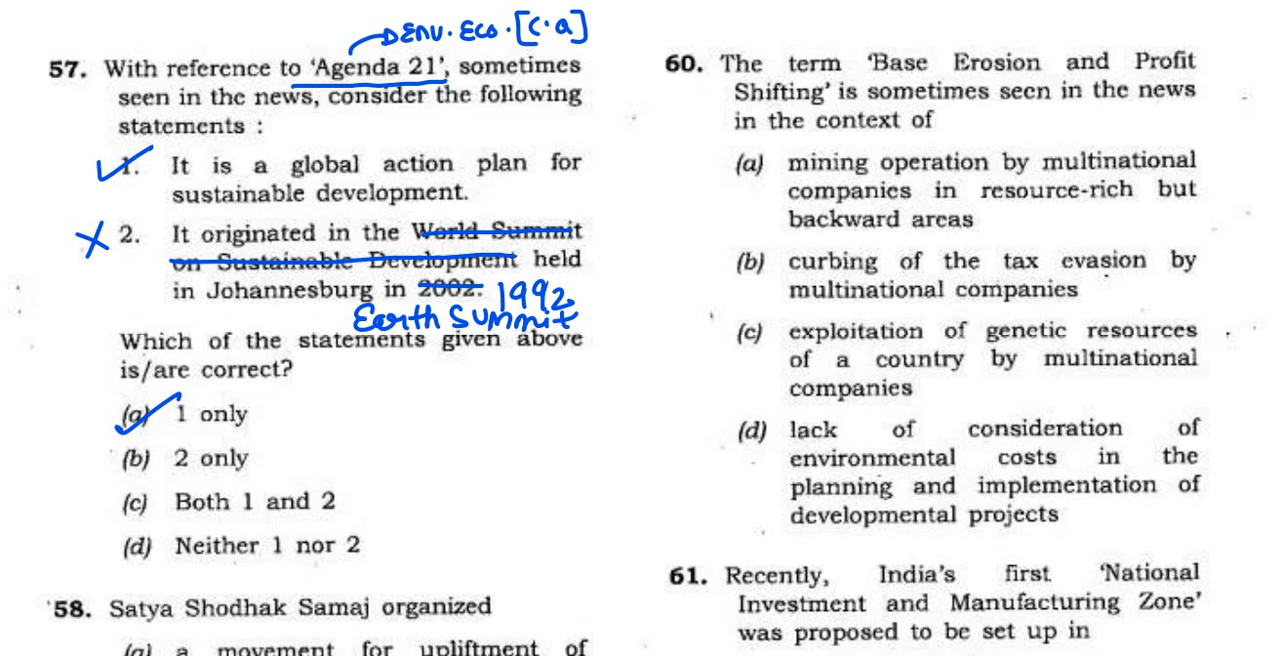 DENV. Eco. [C.a]
57. With reference to 'Agenda 21', sometimes
seen in the news, consider the following
statements :
1. It is a global action plan for
sustainable development.
2. It originated in the World Summit
on Sustainable Development held
in Johannesburg in 2002. 1992
Earth Summit
Which of the statements given above
is/are correct?
(a) 1 only
(b) 2 only
(c) Both 1 and 2
(d) Neither 1 nor 2
58. Satya Shodhak Samaj organized
(a) a movement for upliftment of
60. The term 'Base Erosion and Profit
Shifting' is sometimes seen in the news
in the context of
(a) mining operation by multinational
companies in resource-rich but
backward areas
(b) curbing of the tax evasion by
multinational companies
(c) exploitation of genetic resources
of a country by multinational
companies
(d) lack of consideration of
environmental costs in the
planning and implementation of
developmental projects
61. Recently, India's first 'National
Investment and Manufacturing Zone'
was proposed to be set up in